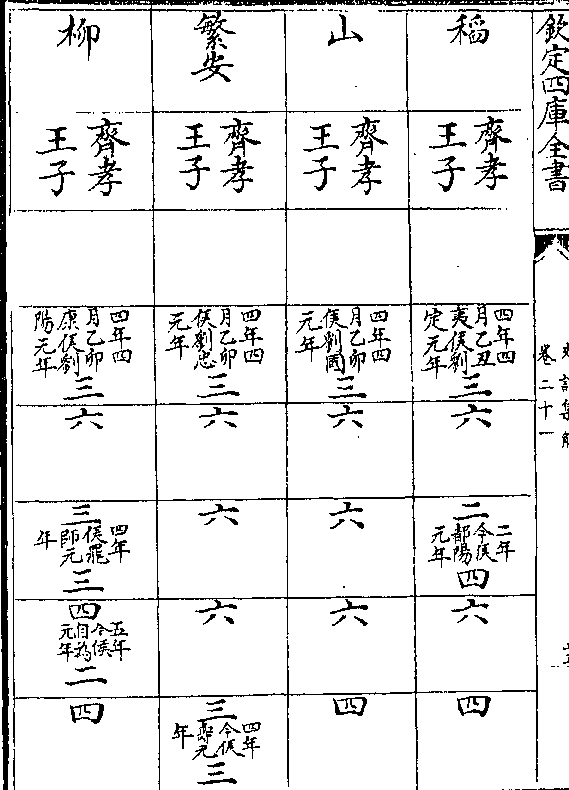 欽定四庫全書
卷二十一
稻
齊孝
王子
四年四
月乙丑
夷侯劉
定元年
三
六
二
二年
今侯
都陽
元年
四
六
四
山
齊孝
王子
四年四
月乙卯
侯劉國
元年
三
六
六
六
四
繁安
齊孝
王子
四年四
月乙卯
侯劉忠
元年
三
六
六
六
三
四年
今侯
壽元
年
三
柳
齊孝
王子
四年四
月乙卯
康侯劉
陽元年
三
六
三
四年
侯罷
師元
年
三
四
五年
今侯
自為
元年
二
四